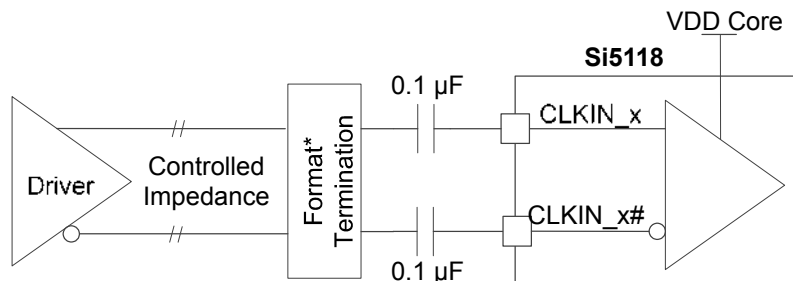 VDD Core
Si5118
0.1 µF
CLKIN_x
Driver
Controlled
Impedance
Format*
Termination
CLKIN_x#
0.1 µF